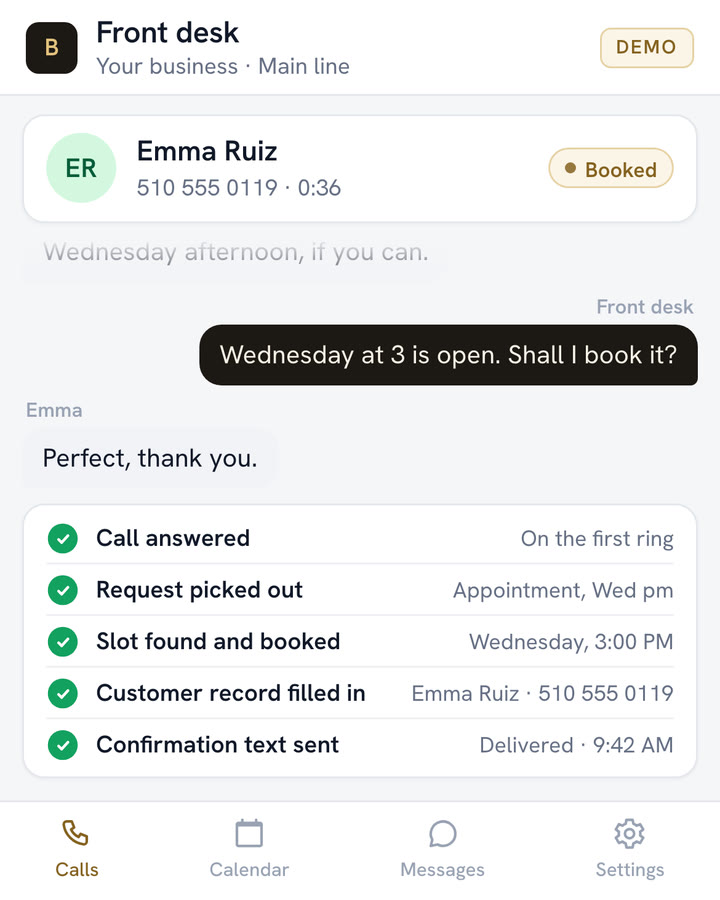 B
Front desk
Your business · Main line
DEMO
ER
Emma Ruiz
510 555 0119 · 0:36
Booked
Wednesday afternoon, if you can.
Front desk
Wednesday at 3 is open. Shall I book it?
Emma
Perfect, thank you.
Call answered On the first ring
Request picked out Appointment, Wed pm
Slot found and booked Wednesday, 3:00 PM
Customer record filled in Emma Ruiz · 510 555 0119
Confirmation text sent Delivered · 9:42 AM
Calls Calendar Messages Settings